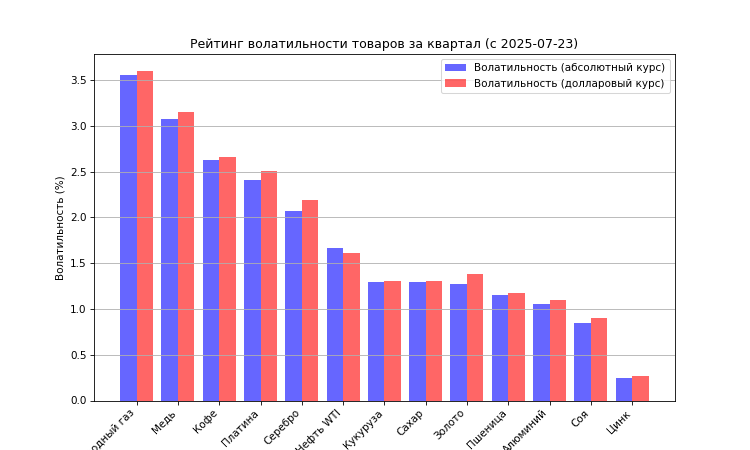 Рейтинг волатильности товаров за квартал (с 2025-07-23)
Волатильность (абсолютный курс)
Волатильность (долларовый курс)
Волатильность (%)
3.5
3.0
2.5
2.0
1.5
1.0
0.5
0.0
одный газ
Медь
Кофе
Платина
Серебро
Нефть WTI
Кукуруза
Сахар
Золото
Пшеница
Алюминий
Соя
Цинк